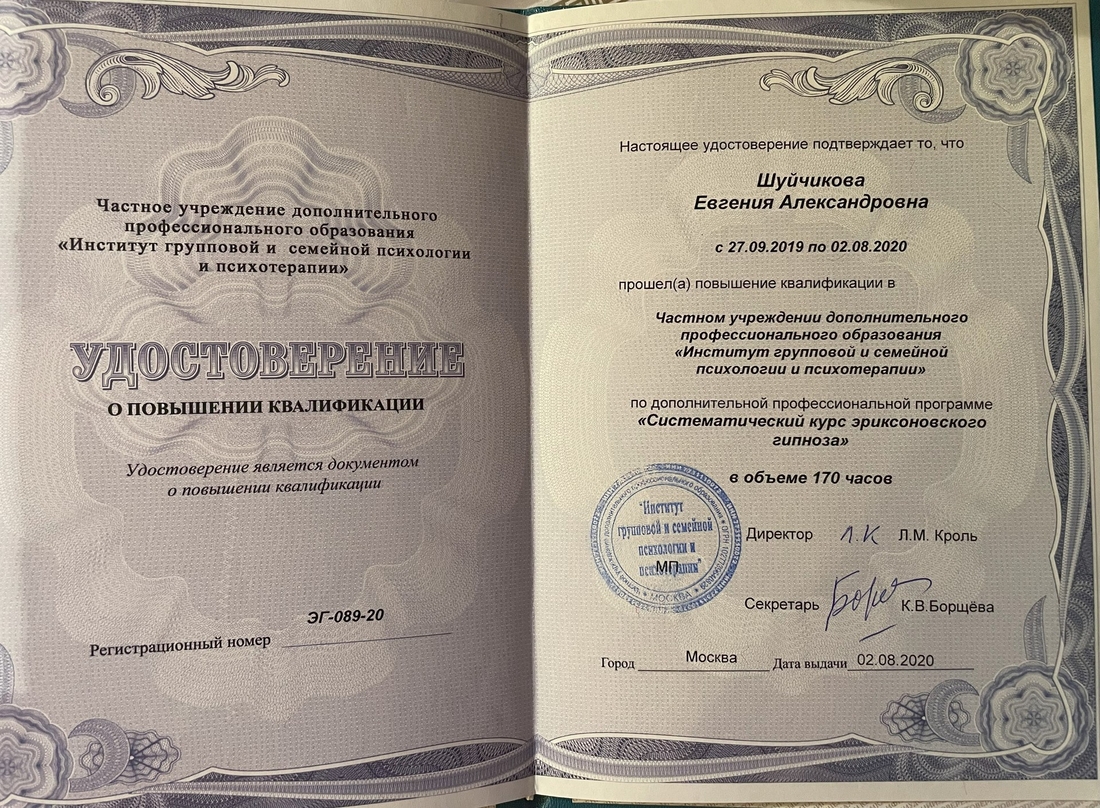 Частное учреждение дополнительного
профессионального образования
«Институт групповой и семейной психологии
и психотерапии»
УДОСТОВЕРЕНИЕ
О ПОВЫШЕНИИ КВАЛИФИКАЦИИ
Удостоверение является документом
о повышении квалификации
ЭГ-089-20
Регистрационный номер
Настоящее удостоверение подтверждает то, что
Шуйчикова
Евгения Александровна
с 27.09.2019 по 02.08.2020
прошел(а) повышение квалификации в
Частном учреждении дополнительного
профессионального образования
«Институт групповой и семейной
психологии и психотерапии»
по дополнительной профессиональной программе
«Систематический курс эриксоновского
гипноза»
в объеме 170 часов
"Институт
групповой и семейной
психологии и
психотерапии"
МП
МОСКВА
Директор Л.К Л.М. Кроль
Секретарь К.В.Борщёва
Город Москва Дата выдачи 02.08.2020